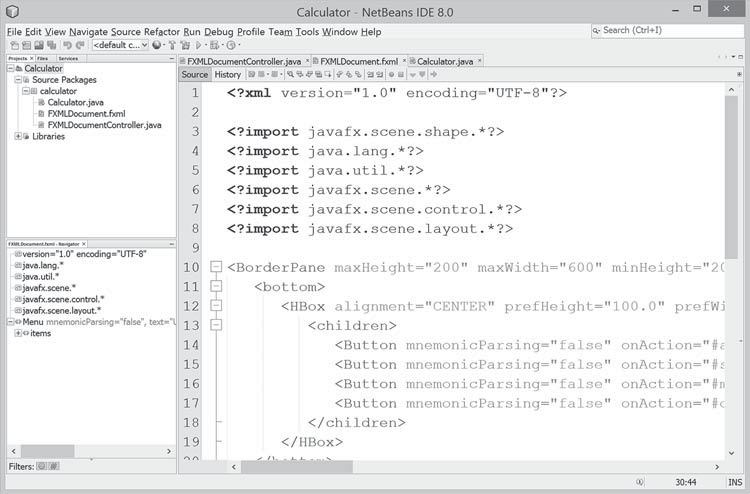 Calculator - NetBeans IDE 8.0
File Edit View Navigate Source Refactor Run Debug Profile Team Tools Window Help
Search (Ctrl+I)
<default c...>
Projects × Files Services
Calculator
Source Packages
calculator
Calculator.java
FXMLDocument.fxml
FXMLDocumentController.java
Libraries
FXMLDocument.fxml - Navigator ×
version="1.0" encoding="UTF-8"
java.lang.*
java.util.*
javafx.scene.*
javafx.scene.control.*
javafx.scene.layout.*
Menu mnemonicParsing="false", text="U
items
Filters:
FXMLDocumentController.java × FXMLDocument.fxml × Calculator.java ×
Source History
1 <?xml version="1.0" encoding="UTF-8"?>
2
3 <?import javafx.scene.shape.*?>
4 <?import java.lang.*?>
5 <?import java.util.*?>
6 <?import javafx.scene.*?>
7 <?import javafx.scene.control.*?>
8 <?import javafx.scene.layout.*?>
9
10 <BorderPane maxHeight="200" maxWidth="600" minHeight="20
11 <bottom>
12 <HBox alignment="CENTER" prefHeight="100.0" prefWi
13 <children>
14 <Button mnemonicParsing="false" onAction="#a
15 <Button mnemonicParsing="false" onAction="#s
16 <Button mnemonicParsing="false" onAction="#m
17 <Button mnemonicParsing="false" onAction="#c
18 </children>
19 </HBox>
20 </bottom>
30:44 INS